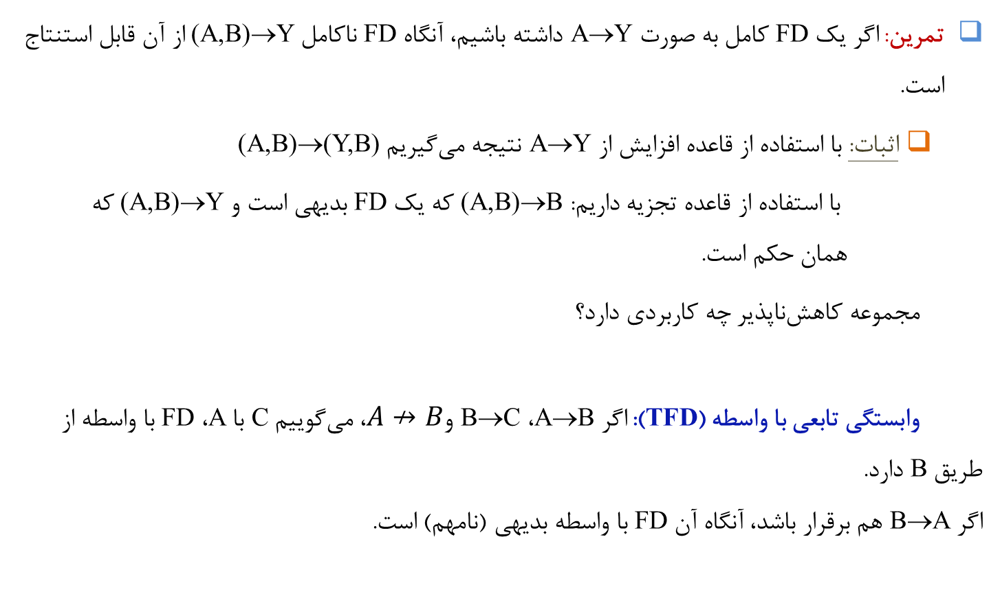 تمرین: اگر یک FD کامل به صورت A→Y داشته باشیم، آنگاه FD ناکامل (A,B)→Y از آن قابل استنتاج
است.
اثبات: با استفاده از قاعده افزایش از A→Y نتیجه می‌گیریم (A,B)→(Y,B)
با استفاده از قاعده تجزیه داریم: (A,B)→B که یک FD بدیهی است و (A,B)→Y که
همان حکم است.
مجموعه کاهش‌ناپذیر چه کاربردی دارد؟
وابستگی تابعی با واسطه (TFD): اگر A→B، B→C و A ↛ B، می‌گوییم C با A، FD با واسطه از
طریق B دارد.
اگر B→A هم برقرار باشد، آنگاه آن FD با واسطه بدیهی (نامهم) است.